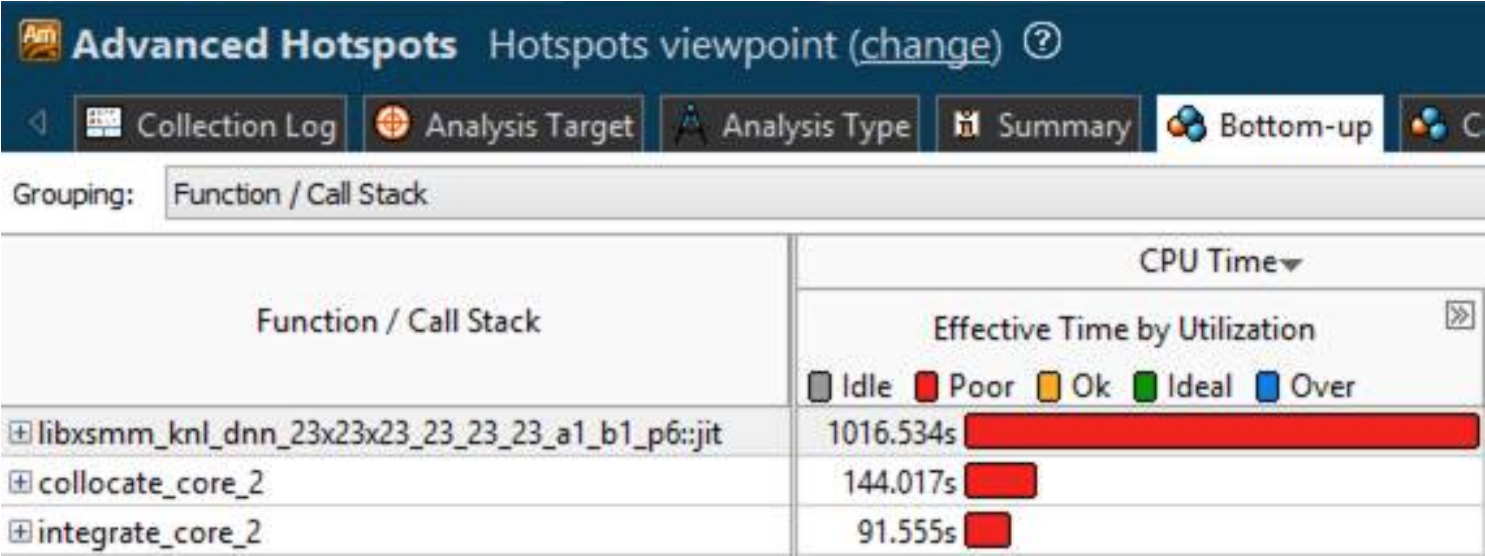 Am Advanced Hotspots Hotspots viewpoint (change) ?
Collection Log Analysis Target Analysis Type Summary Bottom-up C
Grouping: Function / Call Stack
CPU Time
Function / Call Stack
Effective Time by Utilization
Idle Poor Ok Ideal Over
libxsmm_knl_dnn_23x23x23_23_23_23_a1_b1_p6::jit 1016.534s
collocate_core_2 144.017s
integrate_core_2 91.555s